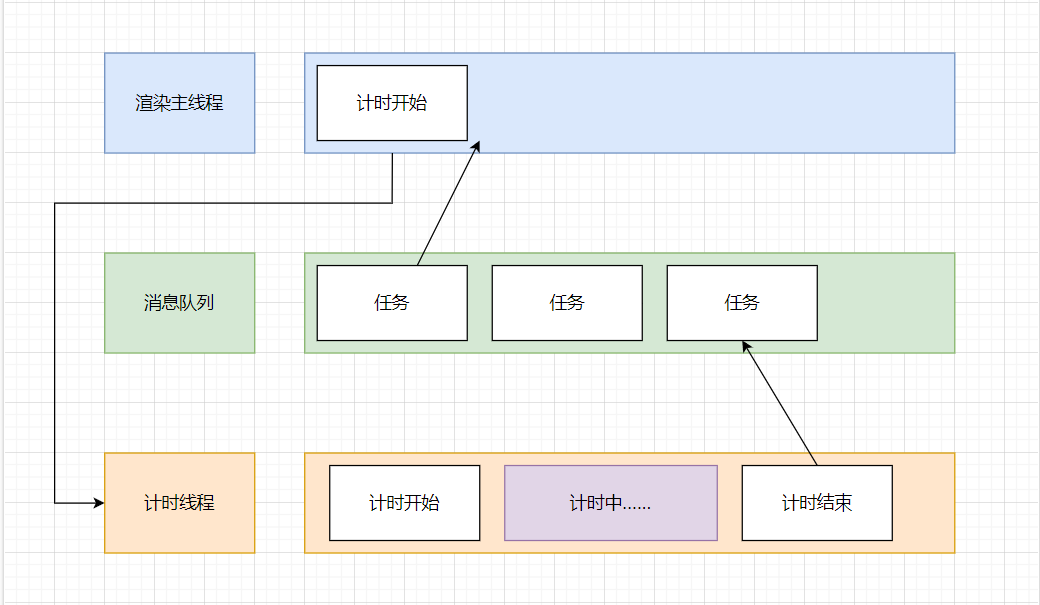 渲染主线程
计时开始
消息队列
任务
任务
任务
计时线程
计时开始
计时中......
计时结束